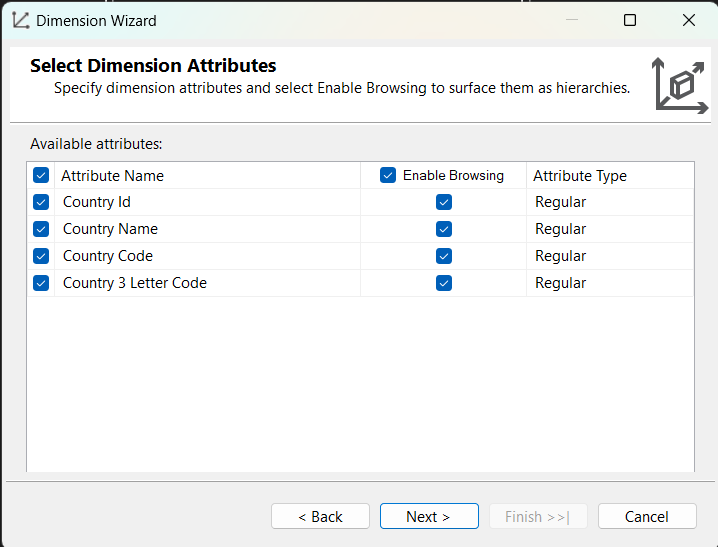 Dimension Wizard
Select Dimension Attributes
Specify dimension attributes and select Enable Browsing to surface them as hierarchies.
Available attributes:
Attribute Name Enable Browsing Attribute Type
Country Id Regular
Country Name Regular
Country Code Regular
Country 3 Letter Code Regular
< Back Next > Finish >>| Cancel